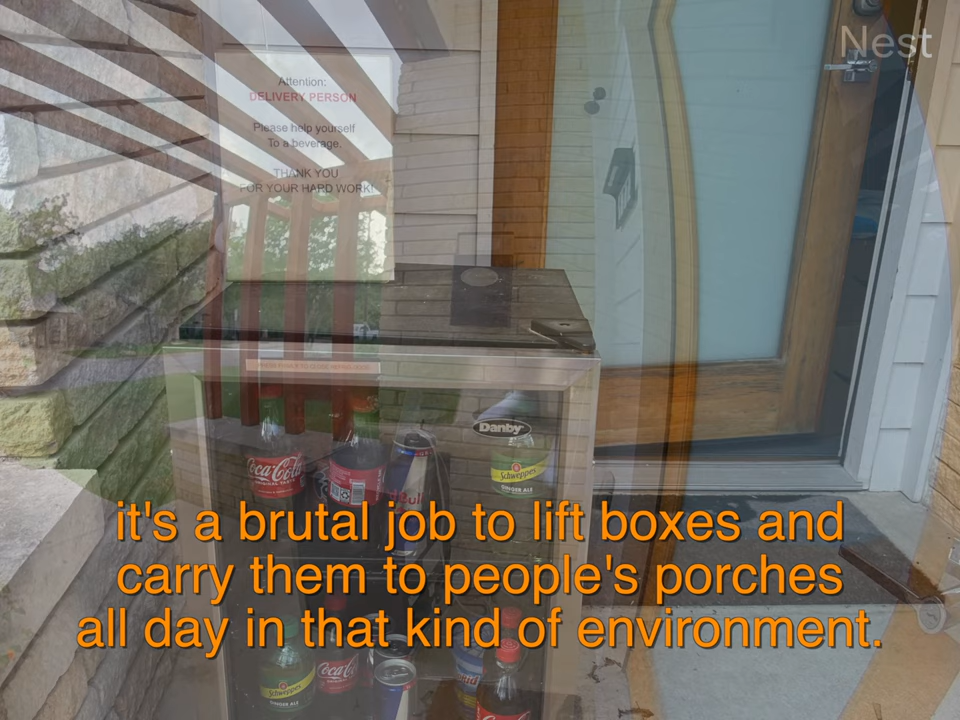 Nest
Attention:
DELIVERY PERSON
Please help yourself
To a beverage.
THANK YOU
FOR YOUR HARD WORK!
Danby
Coca-Cola
Schweppes
GINGER ALE
it's a brutal job to lift boxes and
carry them to people's porches
all day in that kind of environment.
Coca-Cola
Schweppes
GINGER ALE